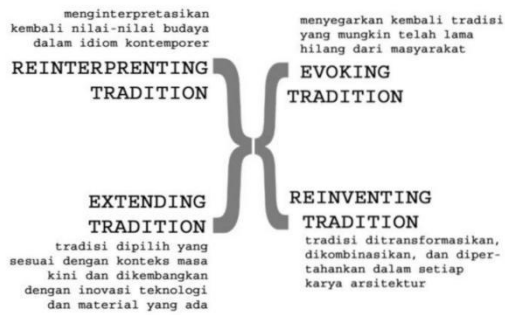 menginterpretasikan
kembali nilai-nilai budaya
dalam idiom kontemporer
REINTERPRENTING
TRADITION
menyegarkan kembali tradisi
yang mungkin telah lama
hilang dari masyarakat
EVOKING
TRADITION
EXTENDING
TRADITION
tradisi dipilih yang
sesuai dengan konteks masa
kini dan dikembangkan
dengan inovasi teknologi
dan material yang ada
REINVENTING
TRADITION
tradisi ditransformasikan,
dikombinasikan, dan diper-
tahankan dalam setiap
karya arsitektur